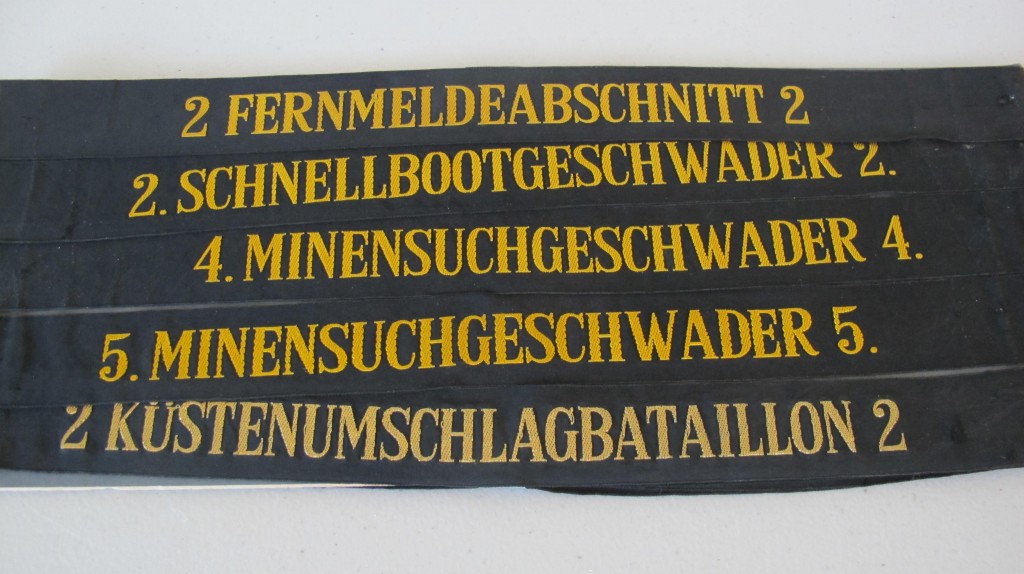 2 FERNMELDEABSCHNITT 2
2. SCHNELLBOOTGESCHWADER 2.
4. MINENSUCHGESCHWADER 4.
5. MINENSUCHGESCHWADER 5.
2 KÜSTENUMSCHLAGBATAILLON 2